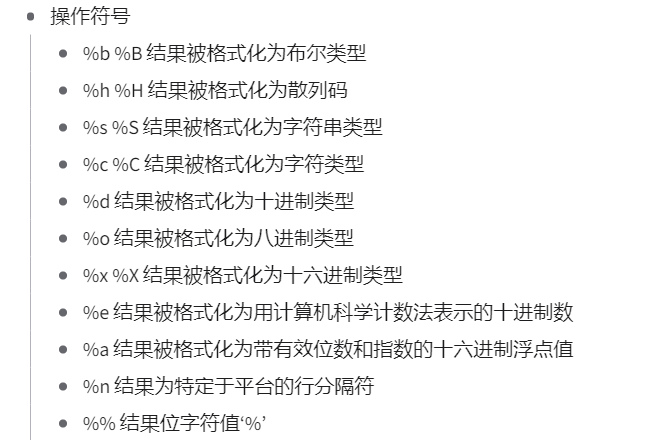 操作符号
%b %B 结果被格式化为布尔类型
%h %H 结果被格式化为散列码
%s %S 结果被格式化为字符串类型
%c %C 结果被格式化为字符类型
%d 结果被格式化为十进制类型
%o 结果被格式化为八进制类型
%x %X 结果被格式化为十六进制类型
%e 结果被格式化为用计算机科学计数法表示的十进制数
%a 结果被格式化为带有效位数和指数的十六进制浮点值
%n 结果为特定于平台的行分隔符
%% 结果位字符值‘%’